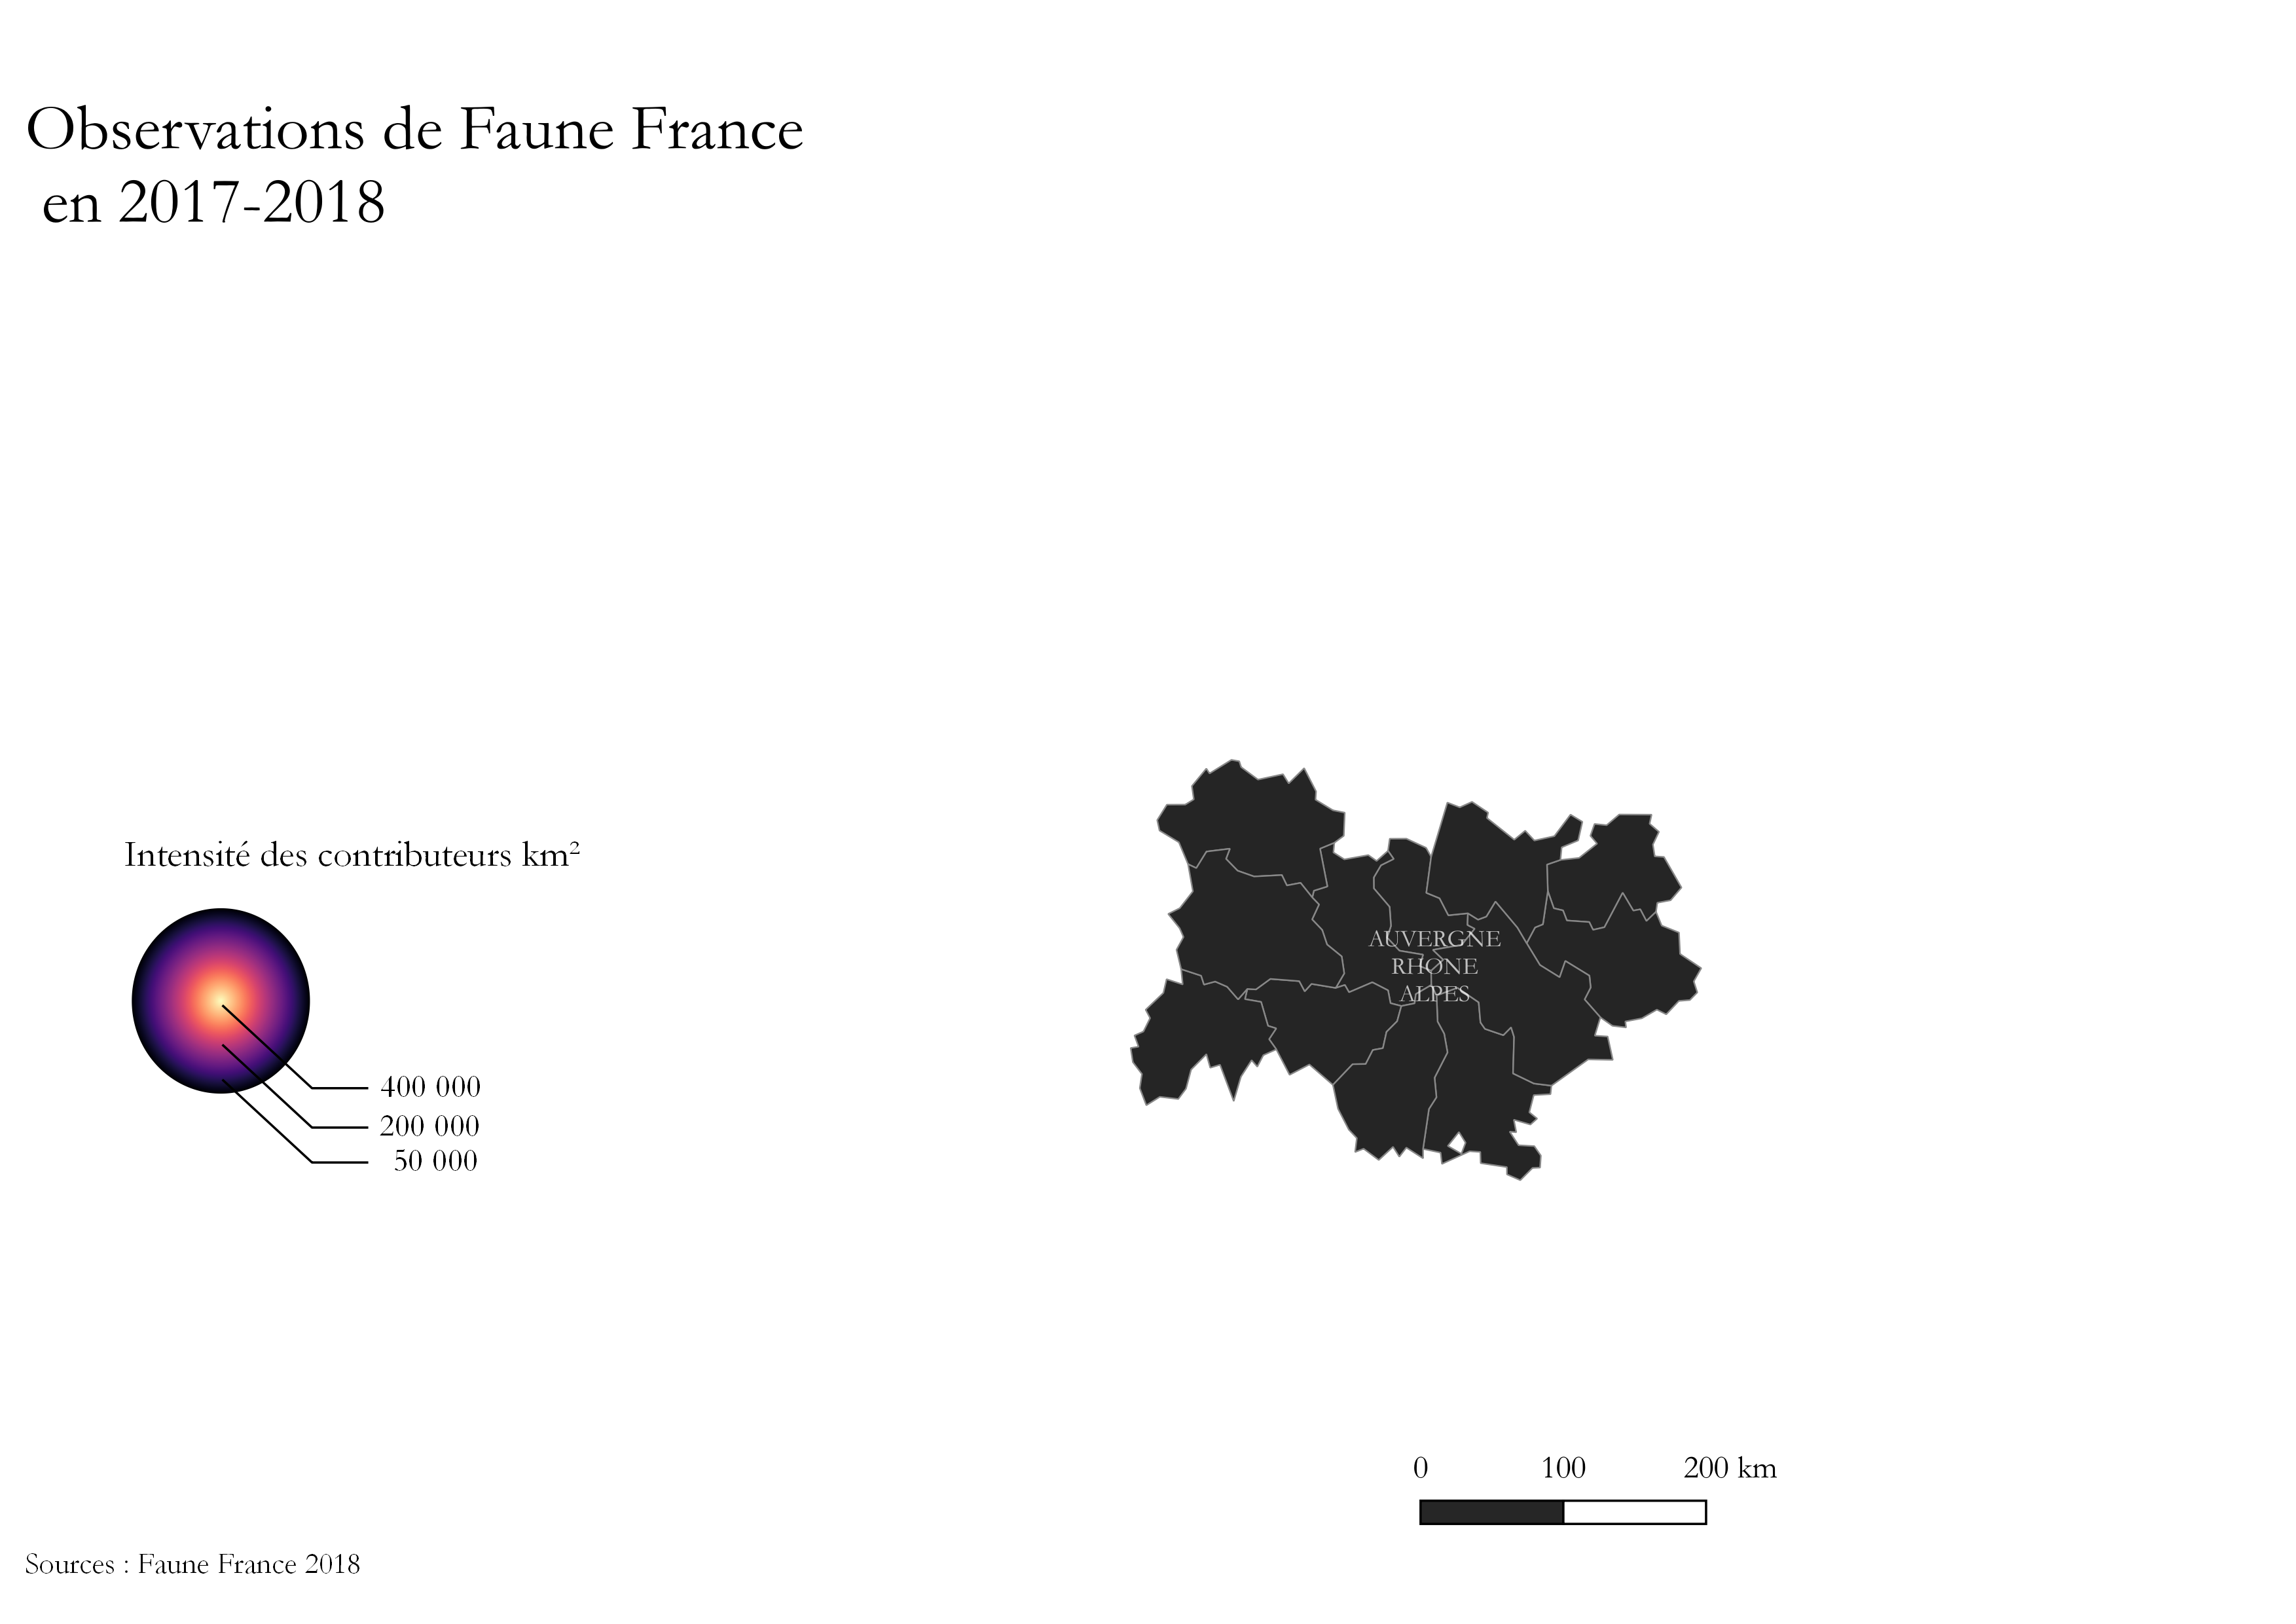 Observations de Faune France
en 2017-2018
Intensité des contributeurs km²
400 000
200 000
50 000
AUVERGNE
RHONE
ALPES
0 100 200 km
Sources : Faune France 2018